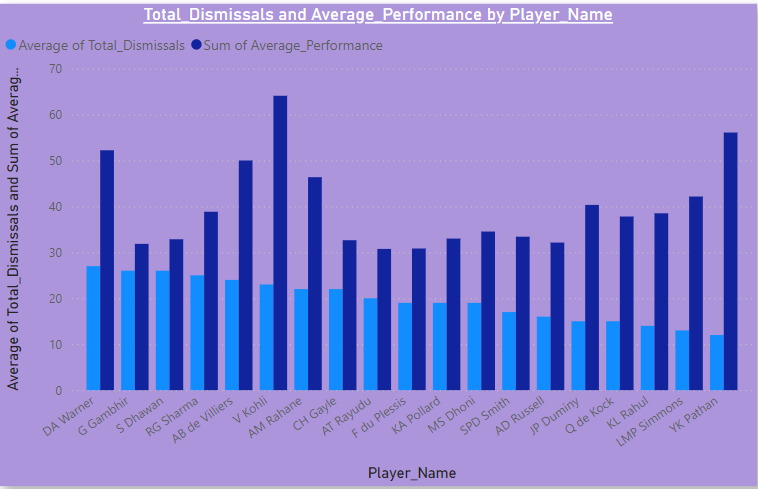 Total_Dismissals and Average_Performance by Player_Name
Average of Total_Dismissals Sum of Average_Performance
Average of Total_Dismissals and Sum of Averag...
70
60
50
40
30
20
10
0
DA Warner
G Gambhir
S Dhawan
RG Sharma
AB de Villiers
V Kohli
AM Rahane
CH Gayle
AT Rayudu
F du Plessis
KA Pollard
MS Dhoni
SPD Smith
AD Russell
JP Duminy
Q de Kock
KL Rahul
LMP Simmons
YK Pathan
Player_Name